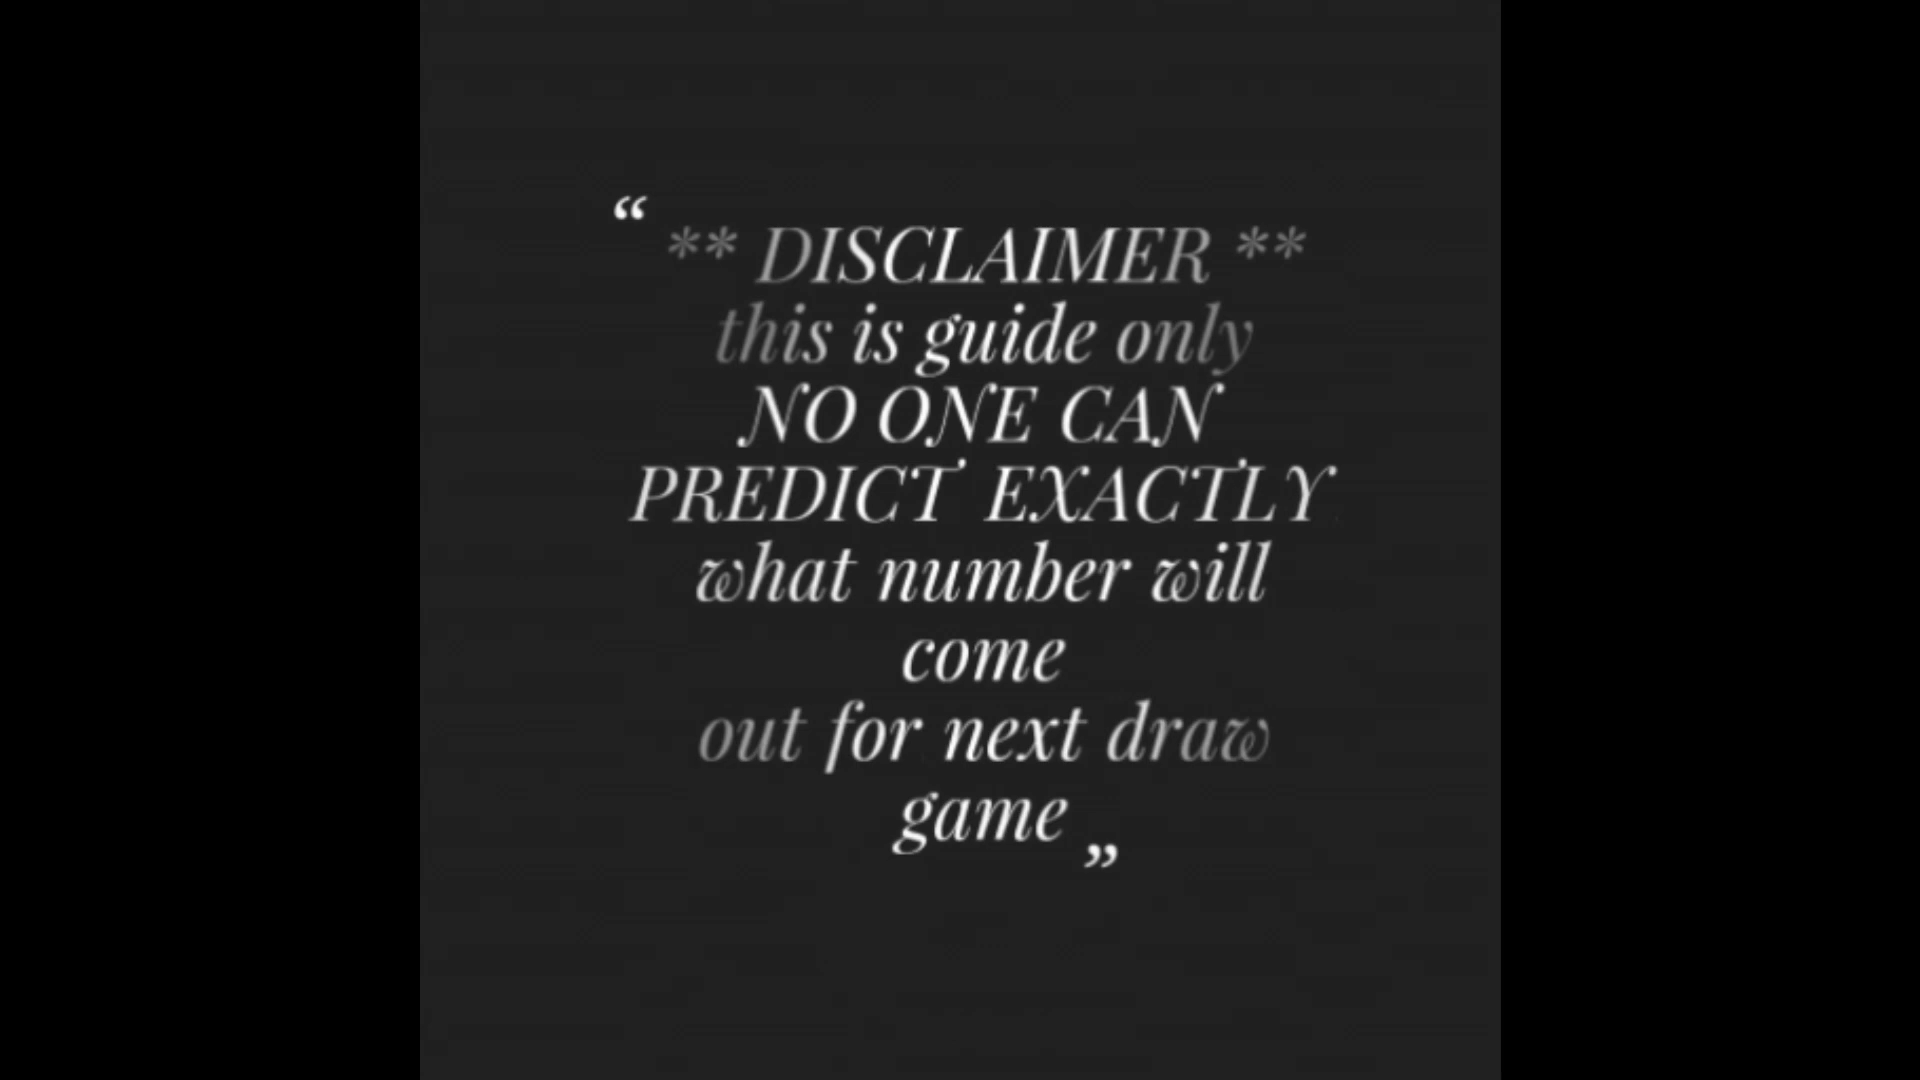 “ ** DISCLAIMER **
this is guide only
NO ONE CAN
PREDICT EXACTLY
what number will
come
out for next draw
game ”